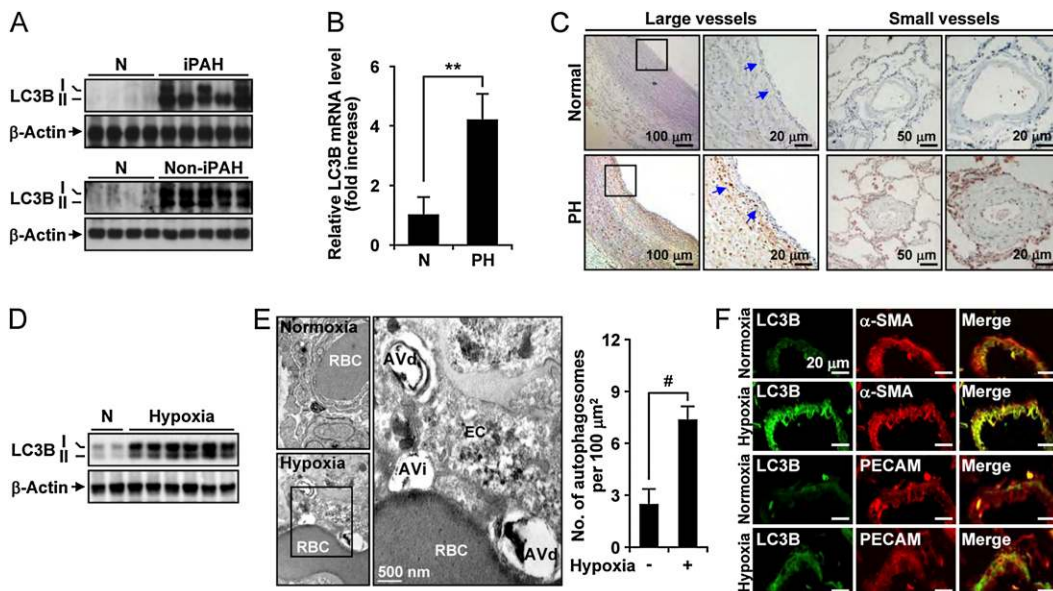 A
N iPAH
I
LC3B II
β-Actin
N Non-iPAH
I
LC3B II
β-Actin
B
Relative LC3B mRNA level
(fold increase)
6
4
2
0
**
N PH
C
Large vessels Small vessels
Normal
100 μm 20 μm 50 μm 20 μm
PH
100 μm 20 μm 50 μm 20 μm
D
N Hypoxia
I
LC3B II
β-Actin
E
Normoxia
RBC
Hypoxia
RBC
AVd
EC
AVi
RBC
AVd
500 nm
No. of autophagosomes
per 100 μm²
12
9
6
3
0
#
Hypoxia - +
F
Normoxia
LC3B α-SMA Merge
20 μm
Hypoxia
LC3B α-SMA Merge
Normoxia
LC3B PECAM Merge
Hypoxia
LC3B PECAM Merge